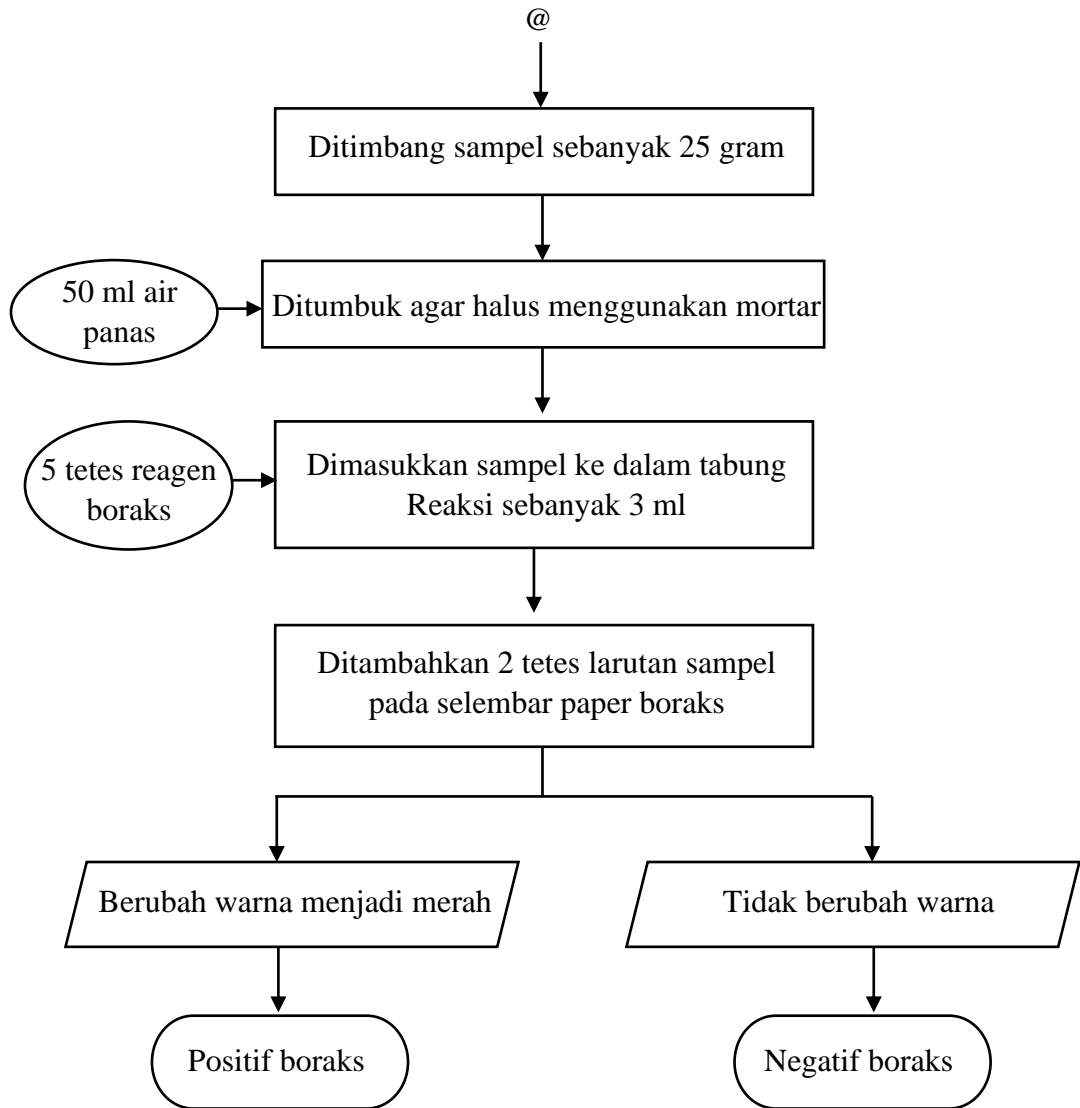 @
Ditimbang sampel sebanyak 25 gram
50 ml air
panas
Ditumbuk agar halus menggunakan mortar
5 tetes reagen
boraks
Dimasukkan sampel ke dalam tabung
Reaksi sebanyak 3 ml
Ditambahkan 2 tetes larutan sampel
pada selembar paper boraks
Berubah warna menjadi merah
Tidak berubah warna
Positif boraks
Negatif boraks